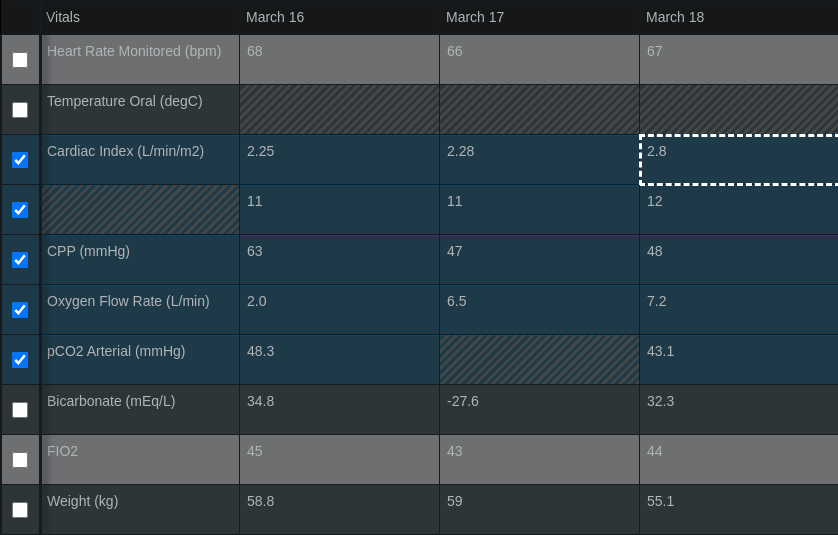 Vitals March 16 March 17 March 18
Heart Rate Monitored (bpm) 68 66 67
Temperature Oral (degC)
Cardiac Index (L/min/m2) 2.25 2.28 2.8
11 11 12
CPP (mmHg) 63 47 48
Oxygen Flow Rate (L/min) 2.0 6.5 7.2
pCO2 Arterial (mmHg) 48.3 43.1
Bicarbonate (mEq/L) 34.8 -27.6 32.3
FIO2 45 43 44
Weight (kg) 58.8 59 55.1